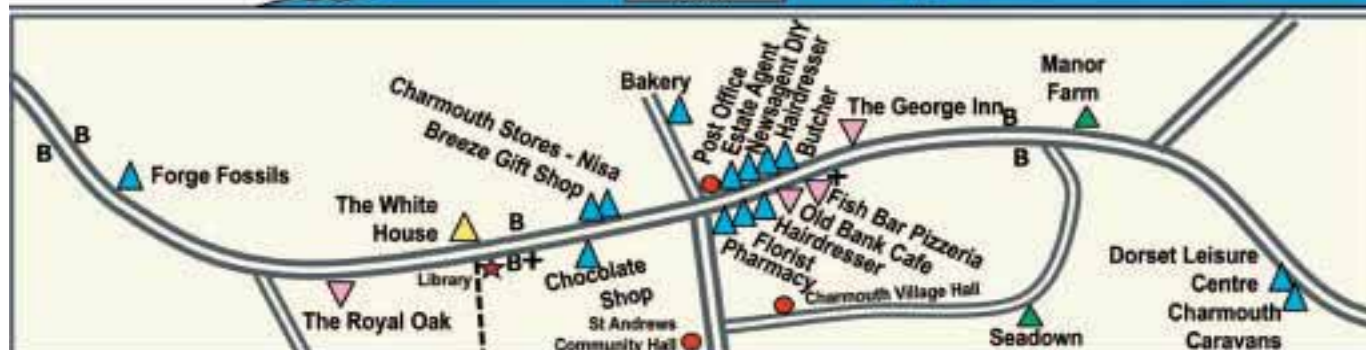 Bakery
Post Office
Estate Agent
Newsagent DIY
Hairdresser
Butcher
The George Inn
B
Manor
Farm
B
B
B
B
Forge Fossils
Charmouth Stores - Nisa
Breeze Gift Shop
The White
House
B
Library
B
Chocolate
Shop
The Royal Oak
St Andrews
Community Hall
Pharmacy
Florist
Hairdresser
Old Bank Cafe
Fish Bar Pizzeria
Charmouth Village Hall
Seadown
Dorset Leisure
Centre
Charmouth
Caravans